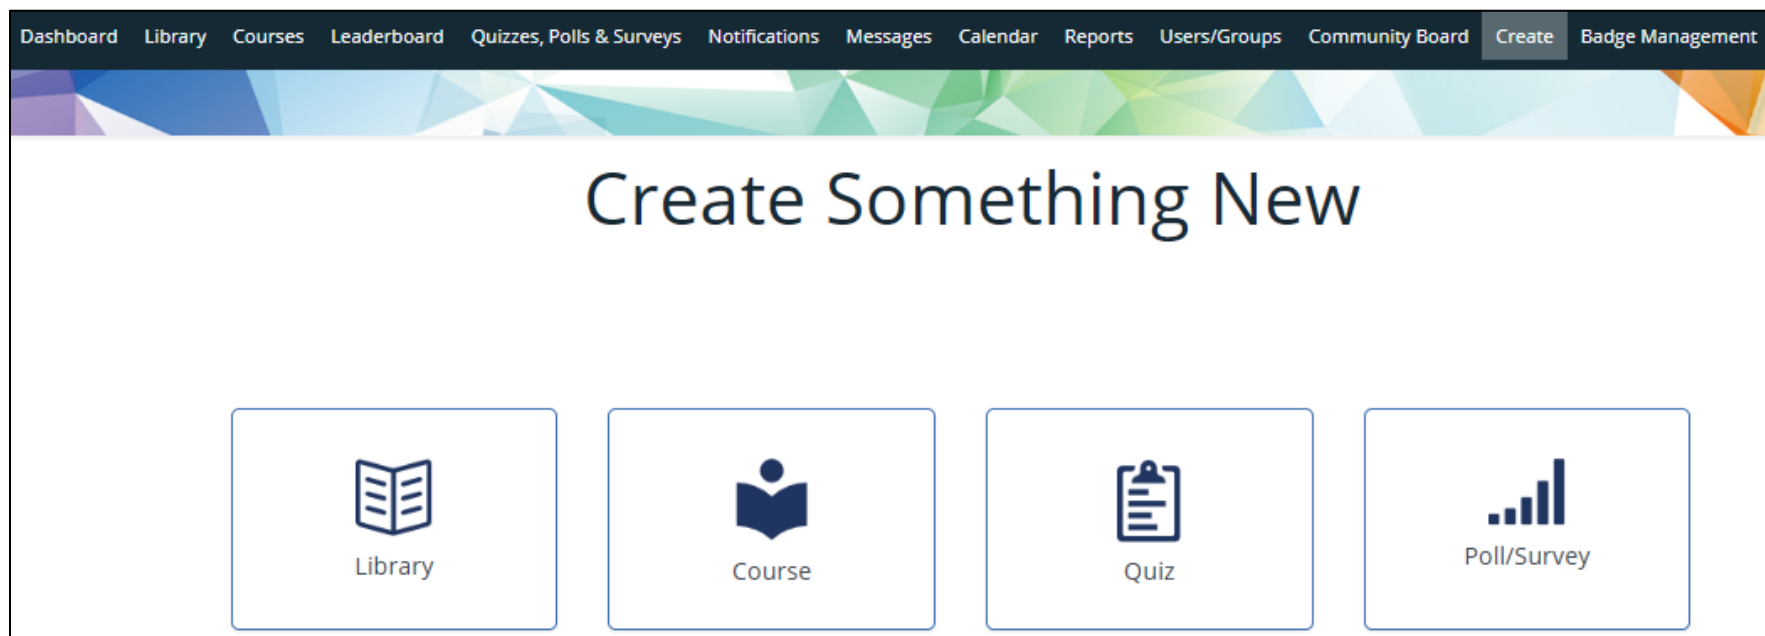 Dashboard Library Courses Leaderboard Quizzes, Polls & Surveys Notifications Messages Calendar Reports Users/Groups Community Board Create Badge Management
Create Something New
Library Course Quiz Poll/Survey